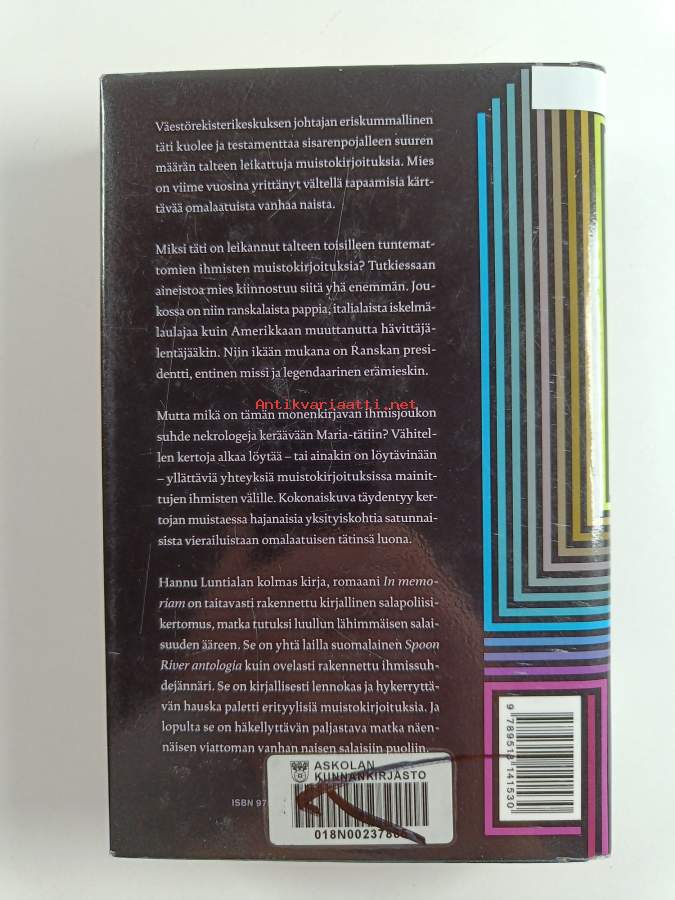 Väestörekisterikeskuksen johtajan eriskummallinen
täti kuolee ja testamenttaa sisarenpojalleen suuren
määrän talteen leikattuja muistokirjoituksia. Mies
on viime vuosina yrittänyt vältellä tapaamisia kärt-
tävää omalaatuista vanhaa naista.
Miksi täti on leikannut talteen toisilleen tuntemat-
tomien ihmisten muistokirjoituksia? Tutkiessaan
aineistoa mies kiinnostuu siitä yhä enemmän. Jou-
kossa on niin ranskalaista pappia, italialaista iskelmä-
laulajaa kuin Amerikkaan muuttanutta hävittäjä-
lentäjääkin. Niin ikään mukana on Ranskan presi-
dentti, entinen missi ja legendaarinen erämieskin.
Antikvariaatti.net
Mutta mikä on tämän monenkirjavan ihmisjoukon
suhde nekrologeja keräävään Maria-tätiin? Vähitel-
len kertoja alkaa löytää – tai ainakin on löytävinään
– yllättäviä yhteyksiä muistokirjoituksissa mainit-
tujen ihmisten välille. Kokonaiskuva täydentyy ker-
tojan muistaessa hajanaisia yksityiskohtia satunnai-
sista vierailuistaan omalaatuisen tätinsä luona.
Hannu Luntialan kolmas kirja, romaani In memo-
riam on taitavasti rakennettu kirjallinen salapoliisi-
kertomus, matka tutuksi luullun lähimmäisen salai-
suuden ääreen. Se on yhtä lailla suomalainen Spoon
River antologia kuin ovelasti rakennettu ihmissuh-
dejännäri. Se on kirjallisesti lennokas ja hykerryttä-
vän hauska paletti erityylisiä muistokirjoituksia. Ja
lopulta se on häkellyttävän paljastava matka näen-
näisen viattoman vanhan naisen salaisiin puoliin.
ISBN 97
ASKOLAN
KUNNANKIRJASTO
018N00237885
9 789518 141530